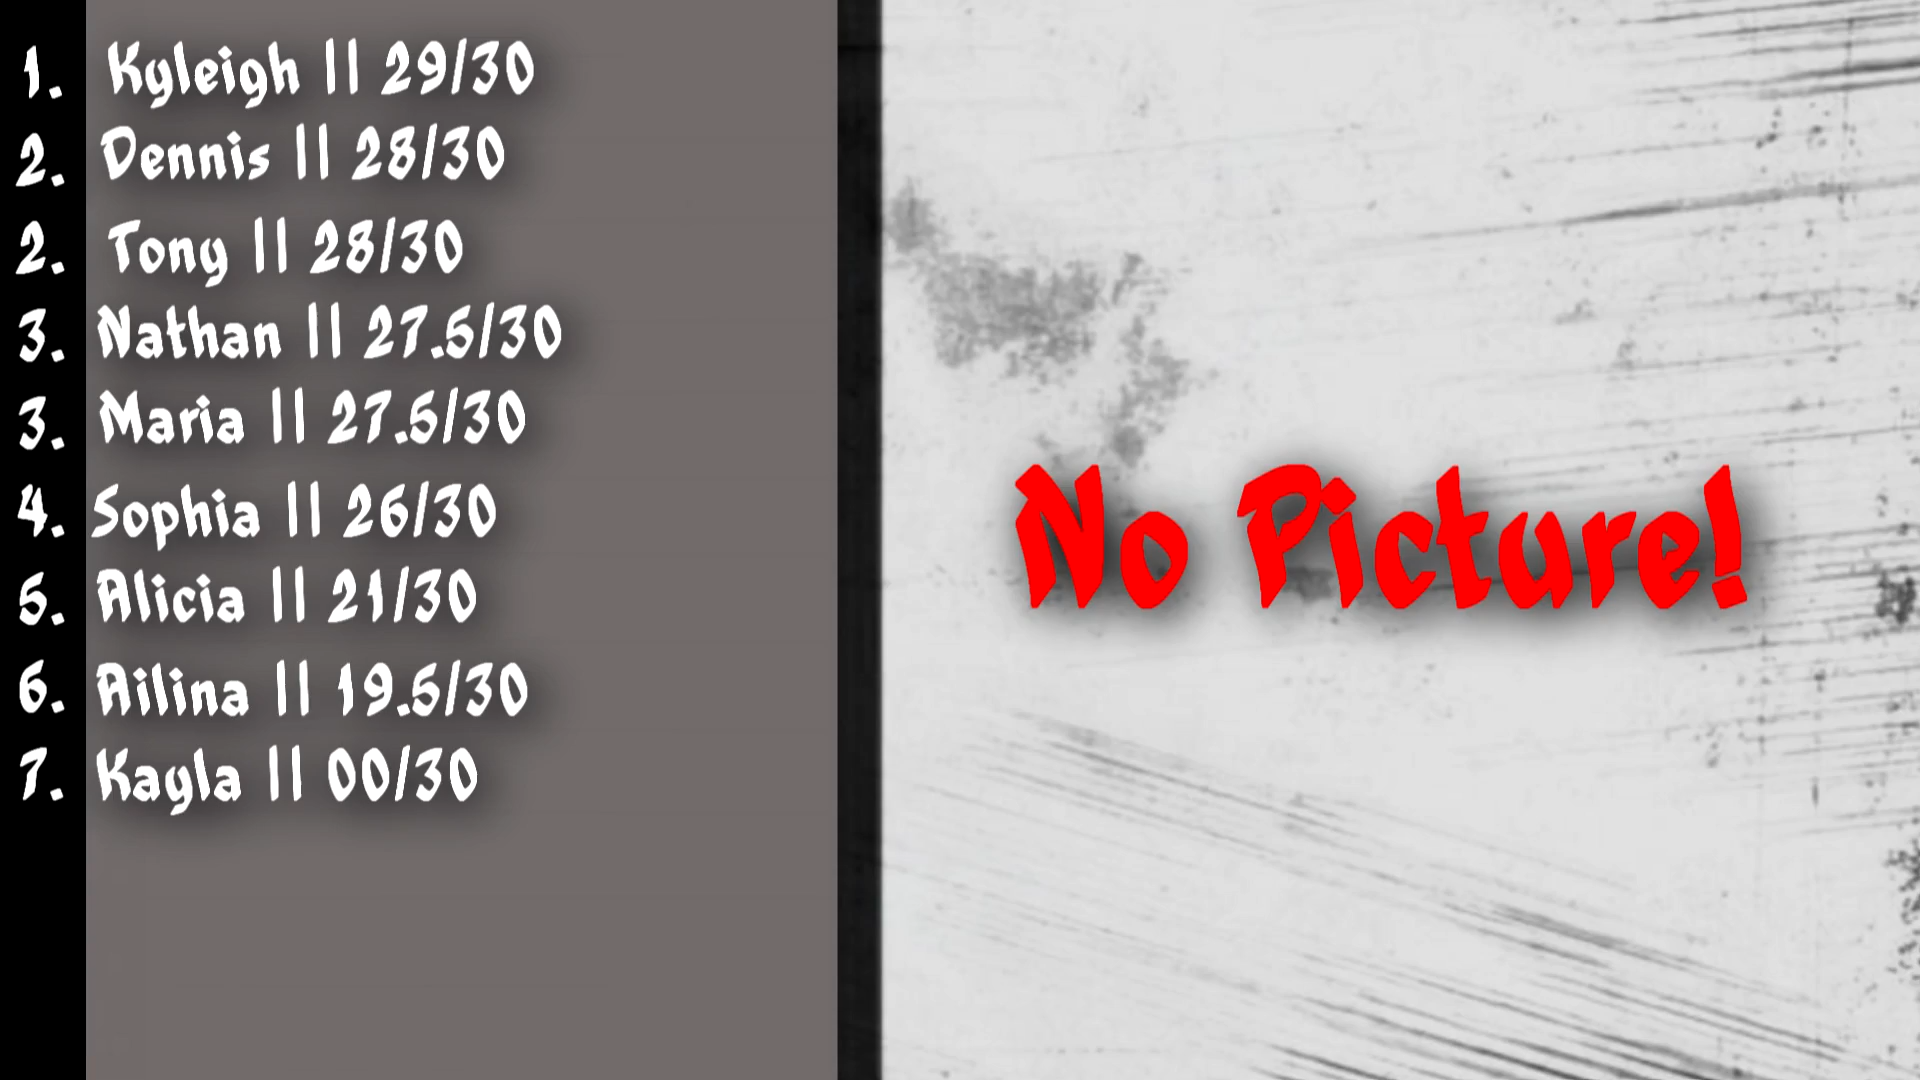 1. Kyleigh || 29/30
2. Dennis || 28/30
2. Tony || 28/30
3. Nathan || 27.5/30
3. Maria || 27.5/30
4. Sophia || 26/30
5. Alicia || 21/30
6. Ailina || 19.5/30
7. Kayla || 00/30
No Picture!